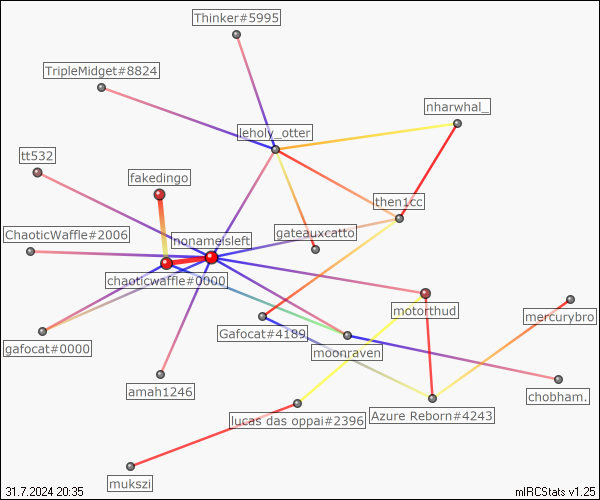 Thinker#5995
TripleMidget#8824
nharwhal_
leholy_otter
tt532
fakedingo
then1cc
ChaoticWaffle#2006
nonameisleft
gateauxcatto
chaoticwaffle#0000
motorthud
mercurybro
Gafocat#4189
gafocat#0000
moonraven
amah1246
chobham.
lucas das oppai#2396
Azure Reborn#4243
mukszi
31.7.2024 20:35
mIRCStats v1.25